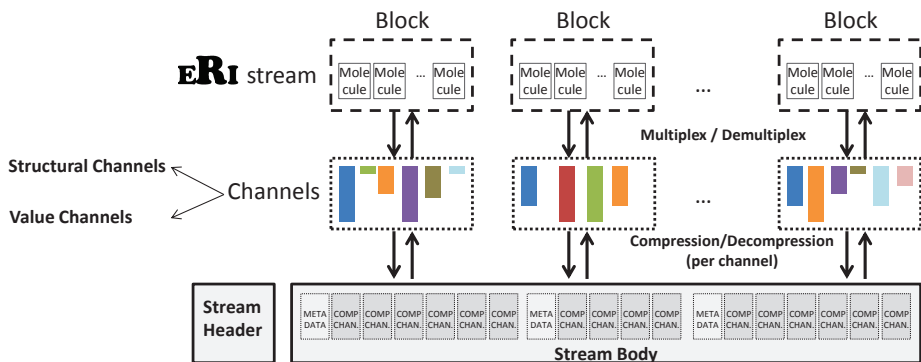 Block Block Block
ERI stream
Mole cule Mole cule ... Mole cule
Mole cule Mole cule ... Mole cule
Mole cule Mole cule ... Mole cule
...
Multiplex / Demultiplex
Structural Channels
Channels
Value Channels
...
Compression/Decompression
(per channel)
Stream
Header
META DATA COMP CHAN. COMP CHAN. COMP CHAN. COMP CHAN. COMP CHAN. COMP CHAN.
META DATA COMP CHAN. COMP CHAN. COMP CHAN. COMP CHAN.
META DATA COMP CHAN. COMP CHAN. COMP CHAN. COMP CHAN. COMP CHAN. COMP CHAN.
Stream Body